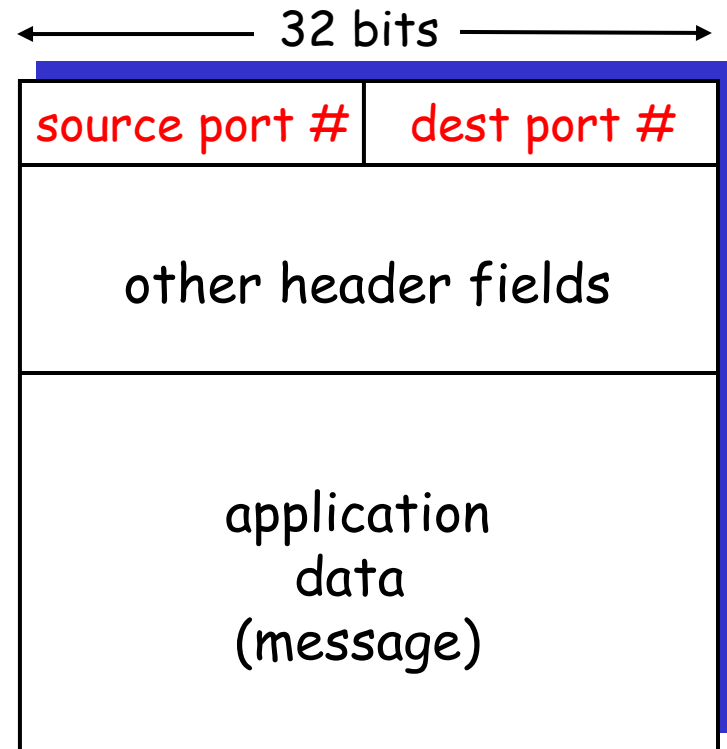 32 bits
source port # dest port #
other header fields
application
data
(message)